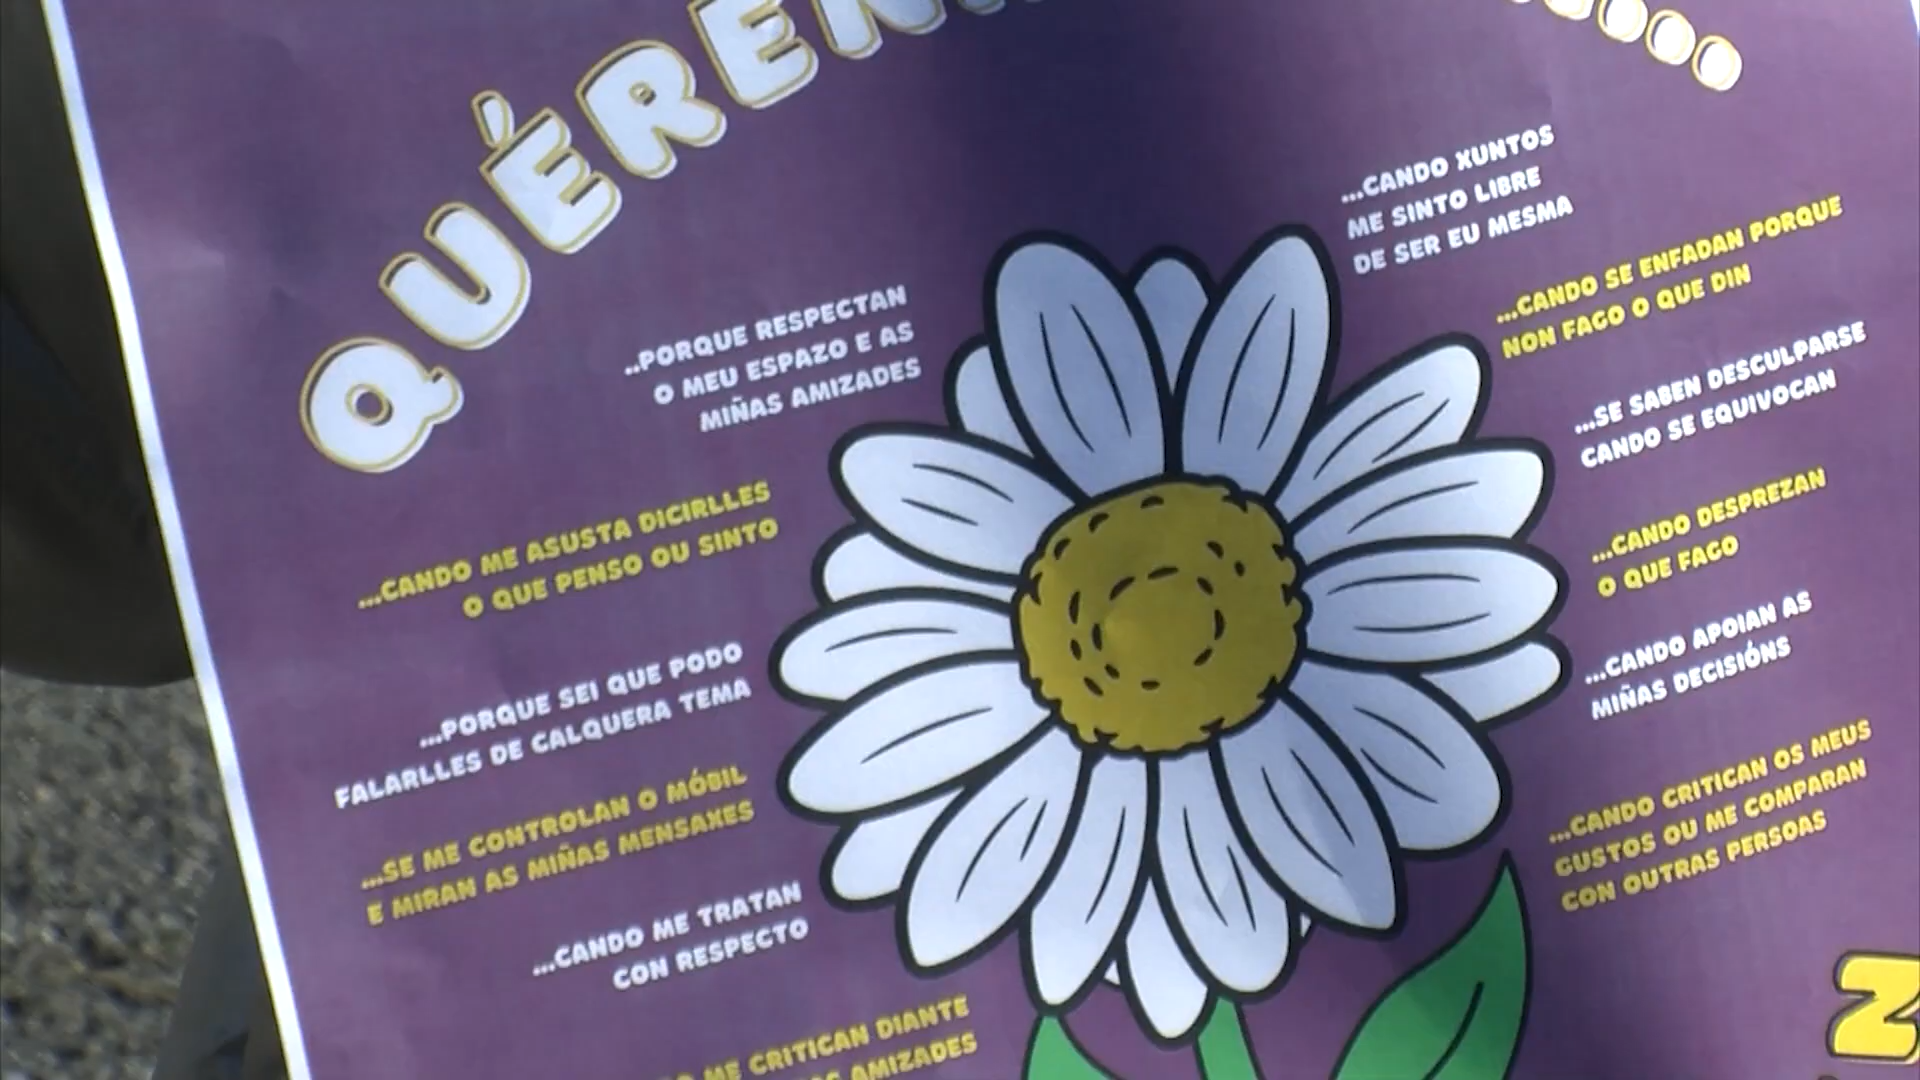 QUÉREN
..PORQUE RESPECTAN
O MEU ESPAZO E AS
MIÑAS AMIZADES
...CANDO ME ASUSTA DICIRLLES
O QUE PENSO OU SINTO
...PORQUE SEI QUE PODO
FALARLLES DE CALQUERA TEMA
...SE ME CONTROLAN O MÓBIL
E MIRAN AS MIÑAS MENSAXES
...CANDO ME TRATAN
CON RESPECTO
ME CRITICAN DIANTE
AMIZADES
...CANDO XUNTOS
ME SINTO LIBRE
DE SER EU MESMA
...CANDO SE ENFADAN PORQUE
NON FAGO O QUE DIN
...SE SABEN DESCULPARSE
CANDO SE EQUIVOCAN
...CANDO DESPREZAN
O QUE FAGO
...CANDO APOIAN AS
MIÑAS DECISIÓNS
...CANDO CRITICAN OS MEUS
GUSTOS OU ME COMPARAN
CON OUTRAS PERSOAS